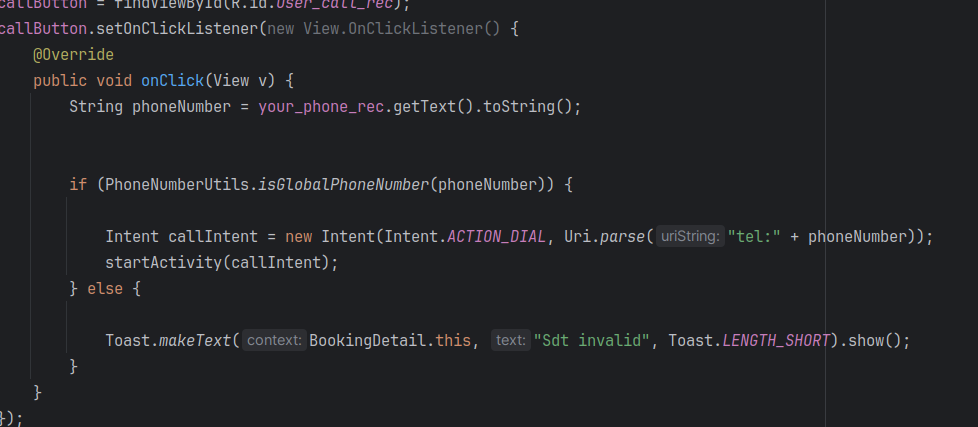 callButton = findViewById(R.id.user_call_rec);
callButton.setOnClickListener(new View.OnClickListener() {
@Override
public void onClick(View v) {
String phoneNumber = your_phone_rec.getText().toString();
if (PhoneNumberUtils.isGlobalPhoneNumber(phoneNumber)) {
Intent callIntent = new Intent(Intent.ACTION_DIAL, Uri.parse( uriString: "tel:" + phoneNumber));
startActivity(callIntent);
} else {
Toast.makeText( context: BookingDetail.this, text: "Sdt invalid", Toast.LENGTH_SHORT).show();
}
}
});